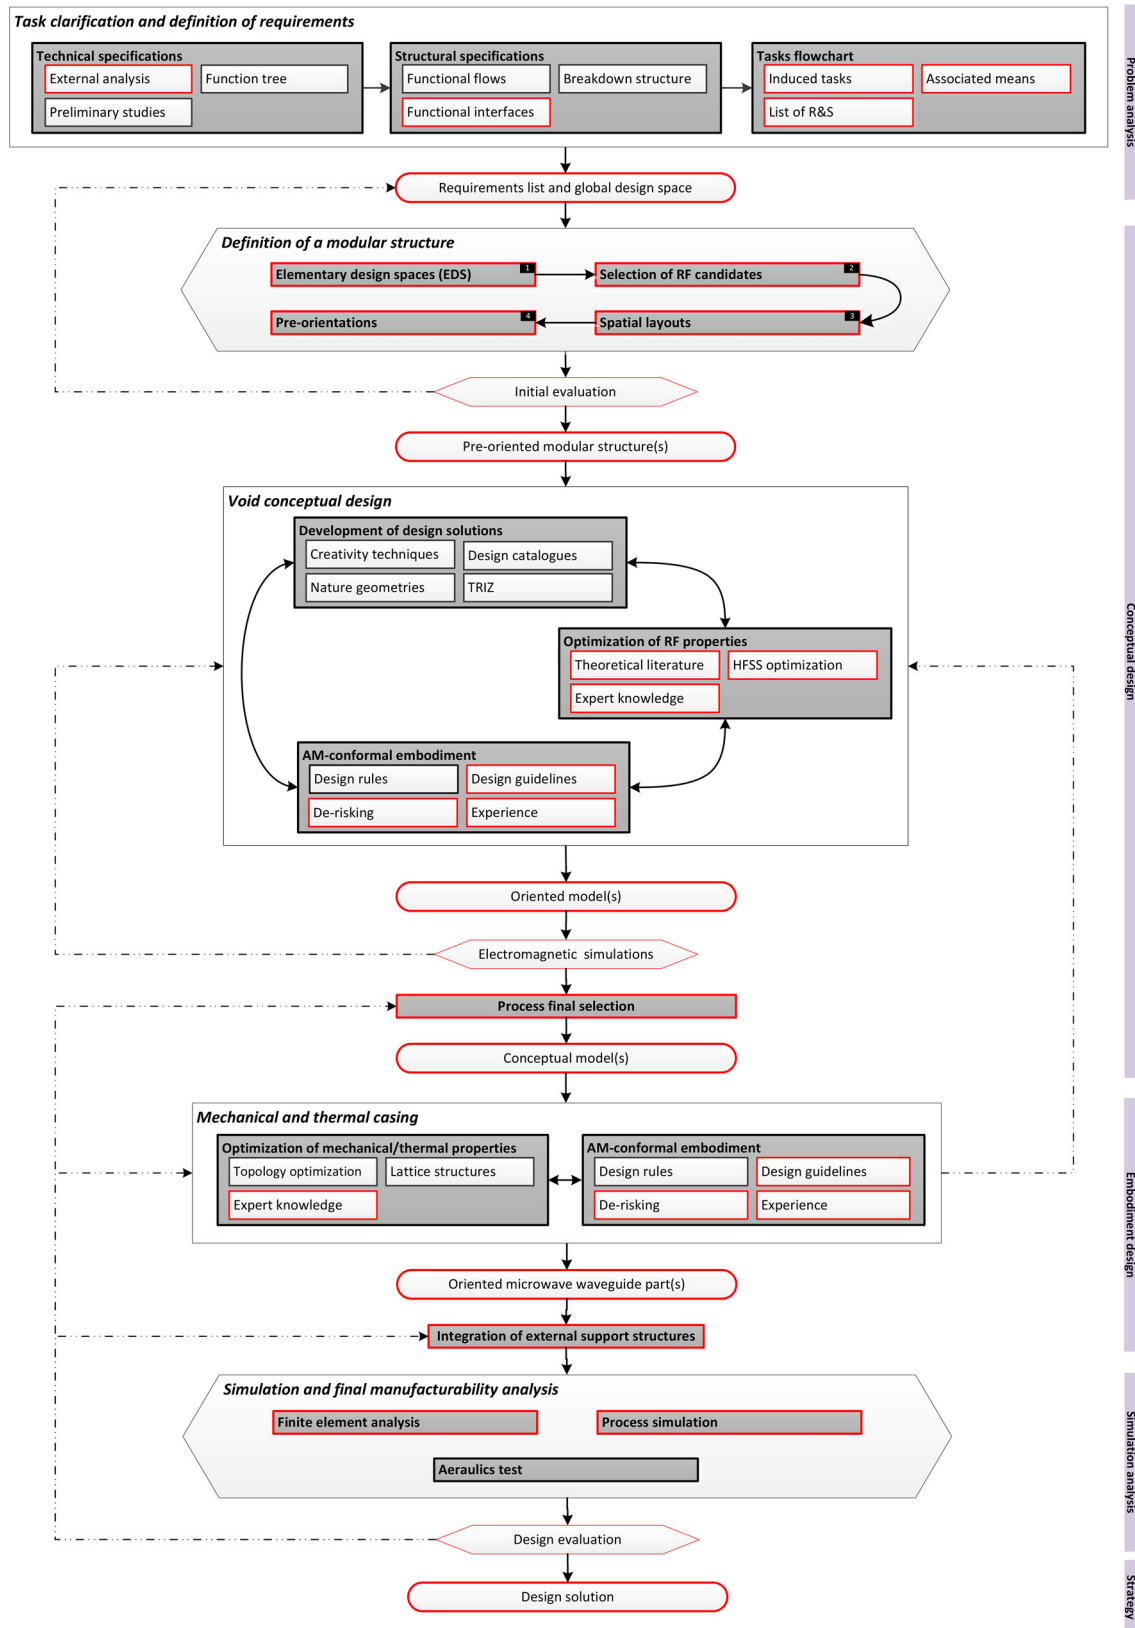 Task clarification and definition of requirements
Technical specifications
External analysis
Function tree
Preliminary studies
Structural specifications
Functional flows
Breakdown structure
Functional interfaces
Tasks flowchart
Induced tasks
Associated means
List of R&S
Problem analysis
Requirements list and global design space
Definition of a modular structure
Elementary design spaces (EDS)
1
Selection of RF candidates
2
Pre-orientations
4
Spatial layouts
3
Initial evaluation
Pre-oriented modular structure(s)
Void conceptual design
Development of design solutions
Creativity techniques
Design catalogues
Nature geometries
TRIZ
Optimization of RF properties
Theoretical literature
HFSS optimization
Expert knowledge
AM-conformal embodiment
Design rules
Design guidelines
De-risking
Experience
Conceptual design
Oriented model(s)
Electromagnetic simulations
Process final selection
Conceptual model(s)
Mechanical and thermal casing
Optimization of mechanical/thermal properties
Topology optimization
Lattice structures
Expert knowledge
AM-conformal embodiment
Design rules
Design guidelines
De-risking
Experience
Embodiment design
Oriented microwave waveguide part(s)
Integration of external support structures
Simulation and final manufacturability analysis
Finite element analysis
Process simulation
Aeraulics test
Simulation analysis
Design evaluation
Design solution
Strategy